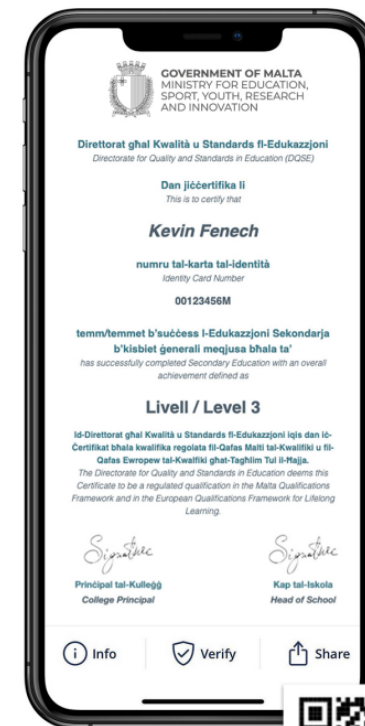 GOVERNMENT OF MALTA
MINISTRY FOR EDUCATION,
SPORT, YOUTH, RESEARCH
AND INNOVATION
Direttorat għal Kwalità u Standards fl-Edukazzjoni
Directorate for Quality and Standards in Education (DQSE)
Dan jiċċertifika li
This is to certify that
Kevin Fenech
numru tal-karta tal-identità
Identity Card Number
00123456M
temm/temmet b'suċċess l-Edukazzjoni Sekondarja
b'kisbiet ġenerali meqjusa bħala ta'
has successfully completed Secondary Education with an overall
achievement defined as
Livell / Level 3
Id-Direttorat għal Kwalità u Standards fl-Edukazzjoni iqis dan iċ-
Ċertifikat bħala kwalifika regolata fil-Qafas Malti tal-Kwalifiki u fil-
Qafas Ewropew tal-Kwalfiki għat-Tagħlim Tul il-Ħajja.
The Directorate for Quality and Standards in Education deems this
Certificate to be a regulated qualification in the Malta Qualifications
Framework and in the European Qualifications Framework for Lifelong
Learning.
Signature Signature
Prinċipal tal-Kulleġġ Kap tal-Iskola
College Principal Head of School
Info Verify Share